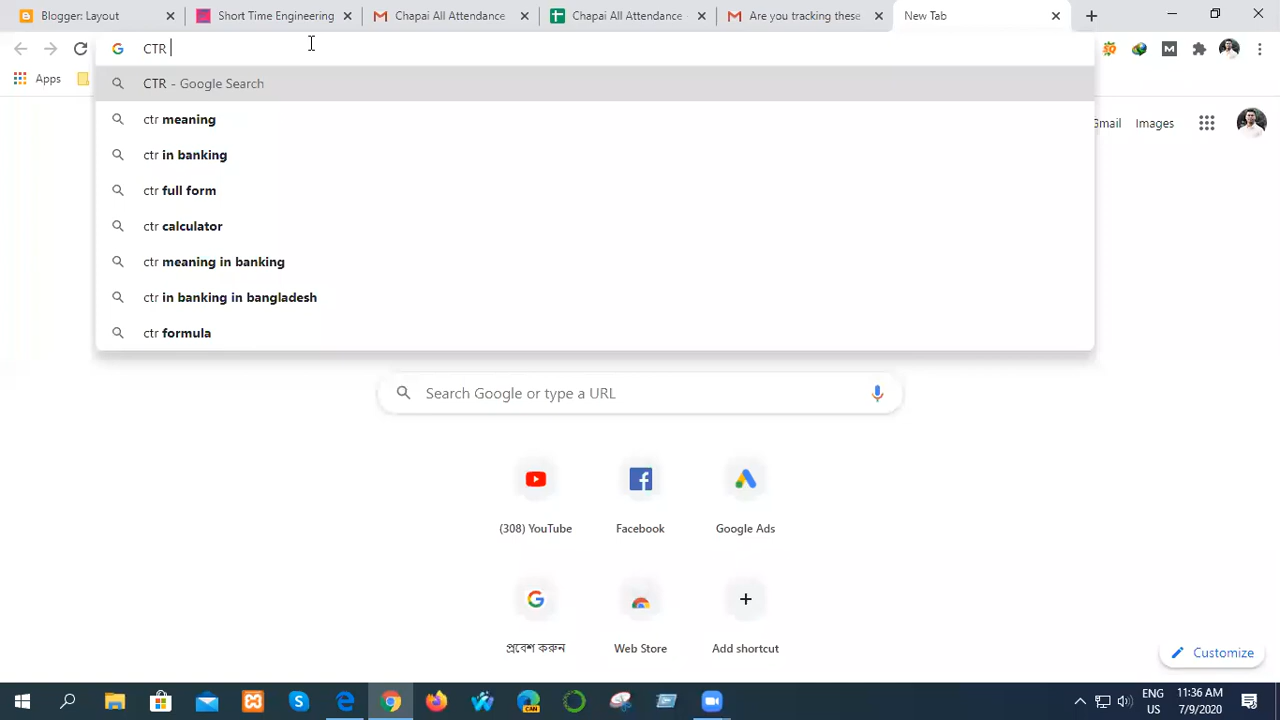 Blogger: Layout
Short Time Engineering
Chapai All Attendance
Chapai All Attendance
Are you tracking these
New Tab
CTR
CTR - Google Search
Apps
ctr meaning
ctr in banking
ctr full form
ctr calculator
ctr meaning in banking
ctr in banking in bangladesh
ctr formula
Gmail
Images
Search Google or type a URL
(308) YouTube
Facebook
Google Ads
প্রবেশ করুন
Web Store
Add shortcut
Customize
CAN
ENG
US
11:36 AM
7/9/2020